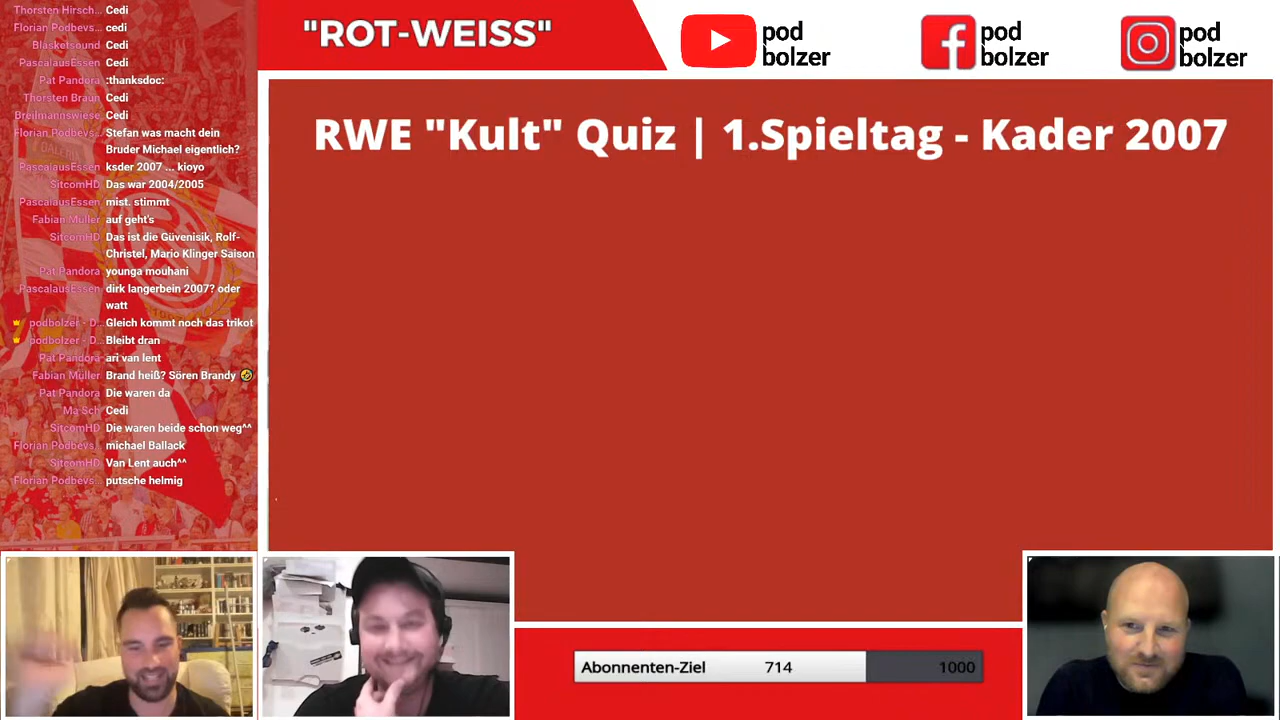 Thorsten Hirsch... Cedi
Florian Podbevs... cedi
Blasketsound Cedi
PascalausEssen Cedi
Pat Pandora :thanksdoc:
Thorsten Braun Cedi
Breilmannswiese Cedi
Florian Podbevs... Stefan was macht dein
Bruder Michael eigentlich?
PascalausEssen ksder 2007 ... kioyo
SitcomHD Das war 2004/2005
PascalausEssen mist. stimmt
Fabian Müller auf geht's
SitcomHD Das ist die Güvenisik, Rolf-
Christel, Mario Klinger Saison
Pat Pandora younga mouhani
PascalausEssen dirk langerbein 2007? oder
watt
podbolzer - D... Gleich kommt noch das trikot
podbolzer - D... Bleibt dran
Pat Pandora ari van lent
Fabian Müller Brand heiß? Sören Brandy 🤣
Pat Pandora Die waren da
Ma Sch Cedi
SitcomHD Die waren beide schon weg^^
Florian Podbevs... michael Ballack
SitcomHD Van Lent auch^^
Florian Podbevs... putsche helmig
"ROT-WEISS"
pod
bolzer
pod
bolzer
pod
bolzer
RWE "Kult" Quiz | 1.Spieltag - Kader 2007
Abonnenten-Ziel 714 1000